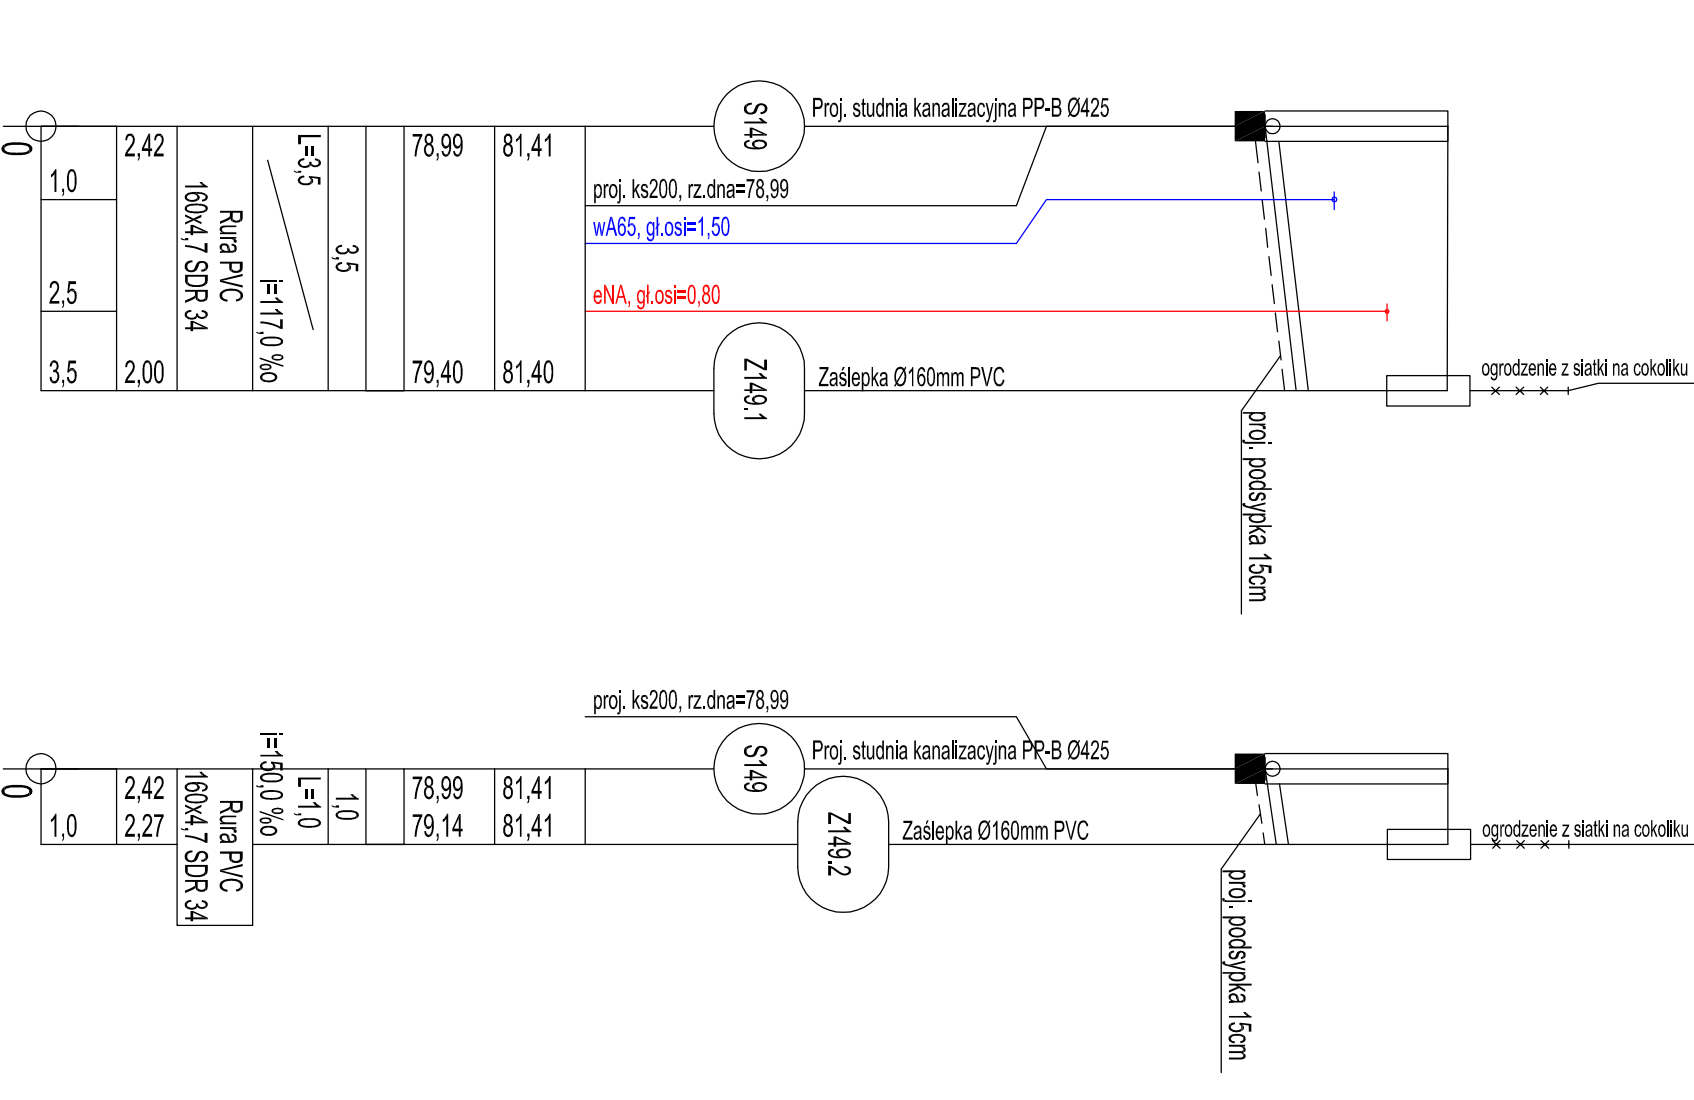 S149
Proj. studnia kanalizacyjna PP-B Ø425
0
2,42
L=3,5
78,99
81,41
1,0
proj. ks200, rz.dna=78,99
wA65, gł.osi=1,50
Rura PVC
160x4,7 SDR 34
3,5
i=117,0 ‰
2,5
eNA, gł.osi=0,80
3,5
2,00
79,40
81,40
Z149.1
Zaślepka Ø160mm PVC
ogrodzenie z siatki na cokoliku
proj. podsypka 15cm
proj. ks200, rz.dna=78,99
S149
Proj. studnia kanalizacyjna PP-B Ø425
0
2,42
i=150,0 ‰
L=1,0
1,0
78,99
81,41
1,0
2,27
Rura PVC
160x4,7 SDR 34
79,14
81,41
Z149.2
Zaślepka Ø160mm PVC
ogrodzenie z siatki na cokoliku
proj. podsypka 15cm